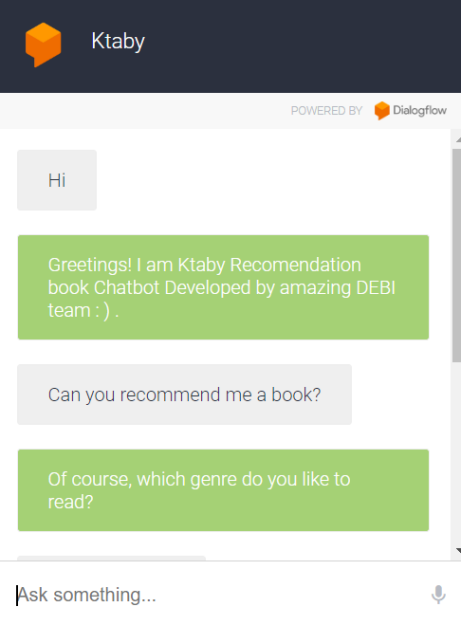 Ktaby
POWERED BY Dialogflow
Hi
Greetings! I am Ktaby Recomendation
book Chatbot Developed by amazing DEBI
team : ) .
Can you recommend me a book?
Of course, which genre do you like to
read?
Ask something...